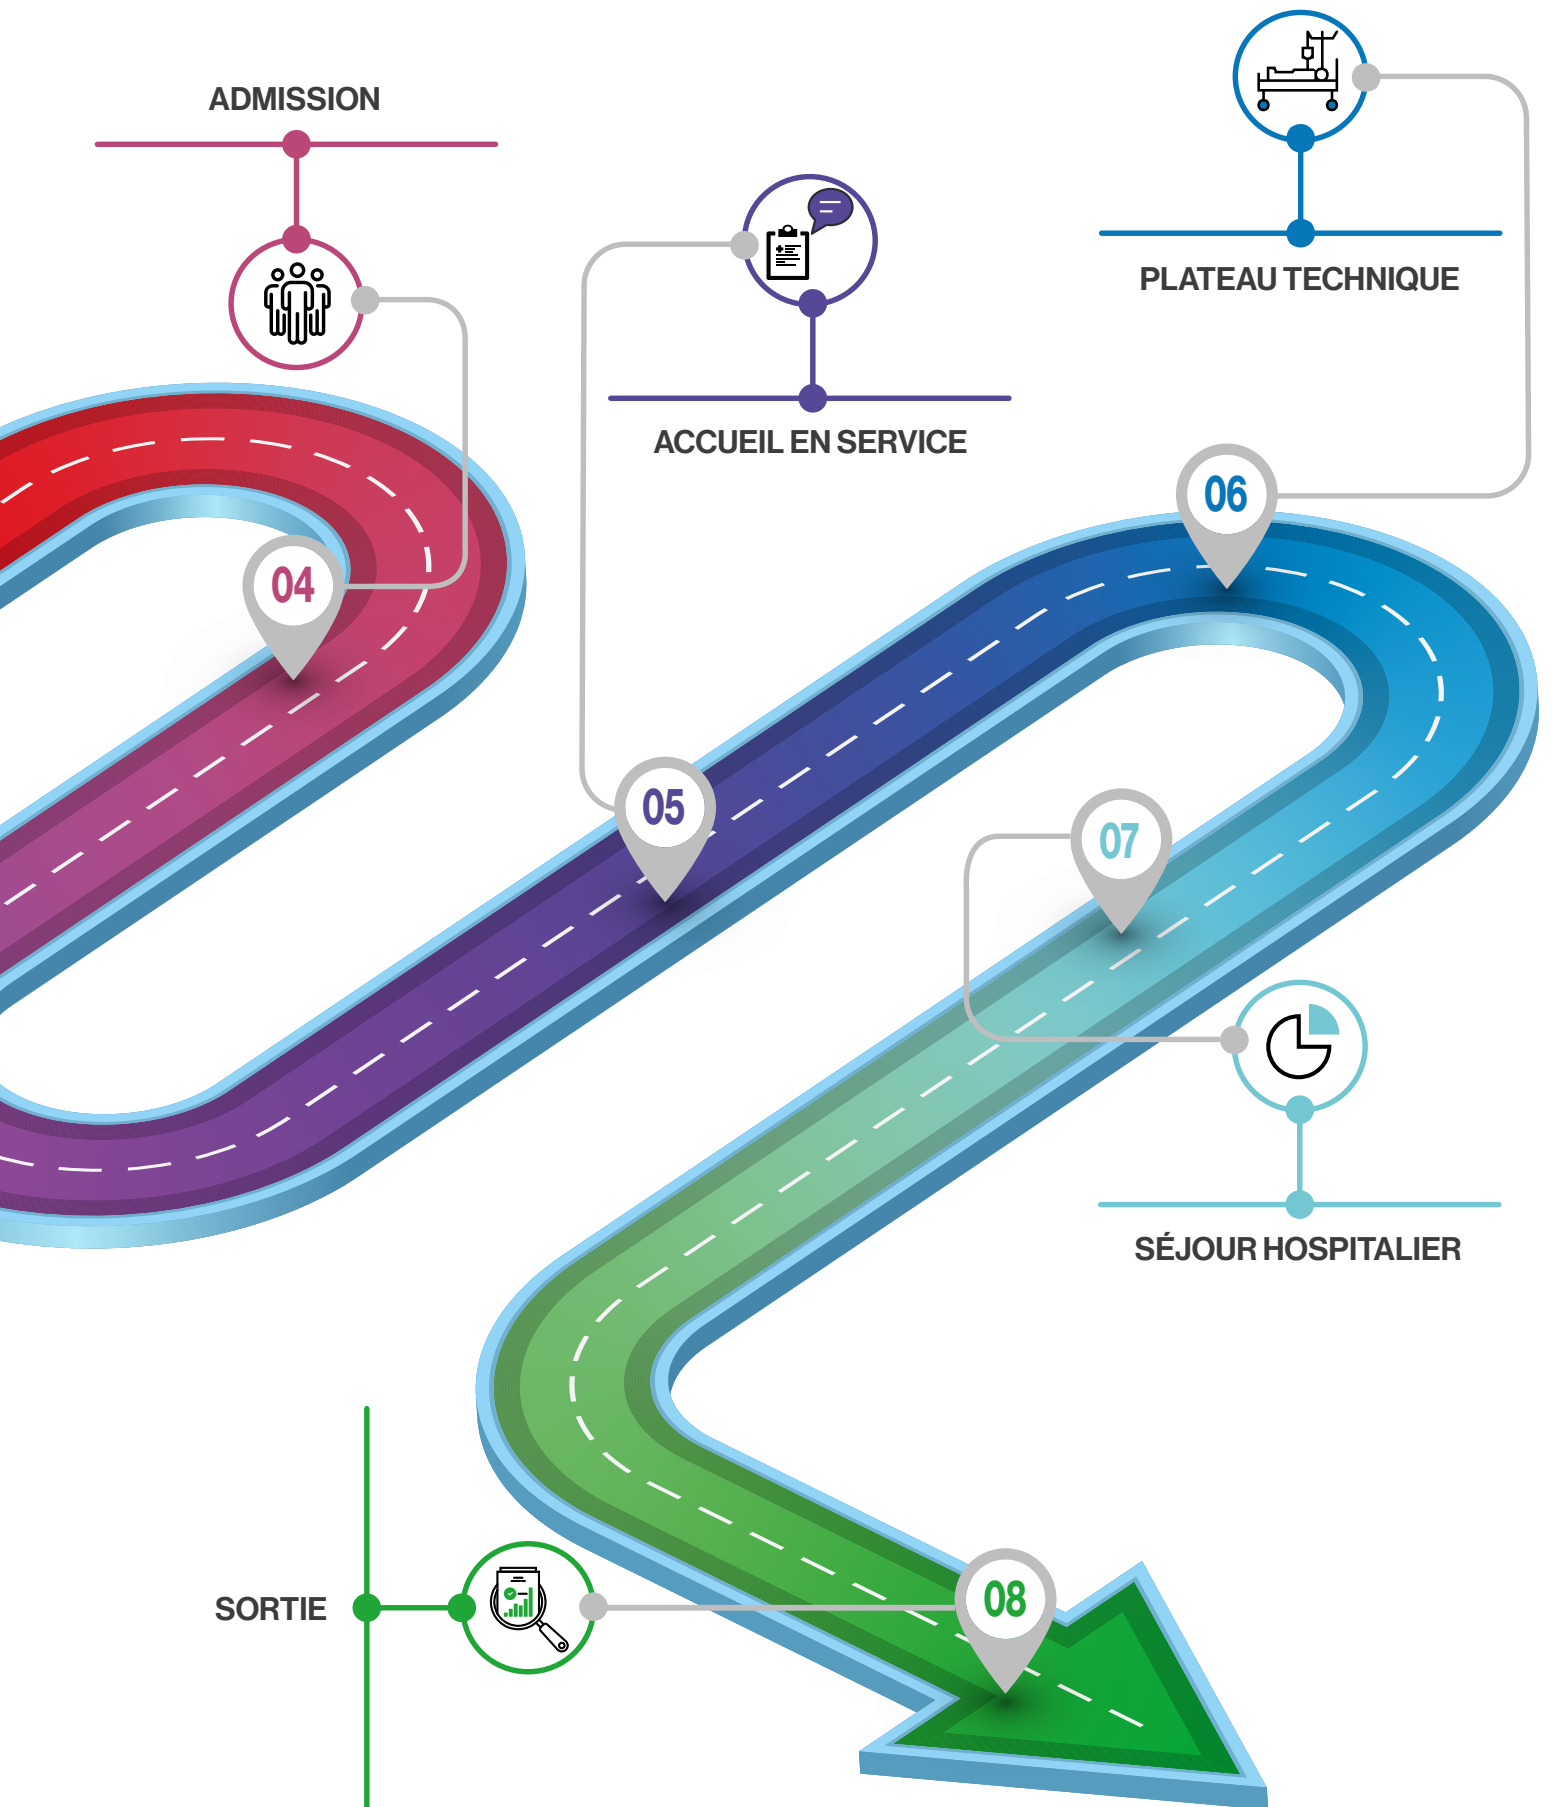 ADMISSION
04
ACCUEIL EN SERVICE
05
PLATEAU TECHNIQUE
06
07
SÉJOUR HOSPITALIER
SORTIE
08